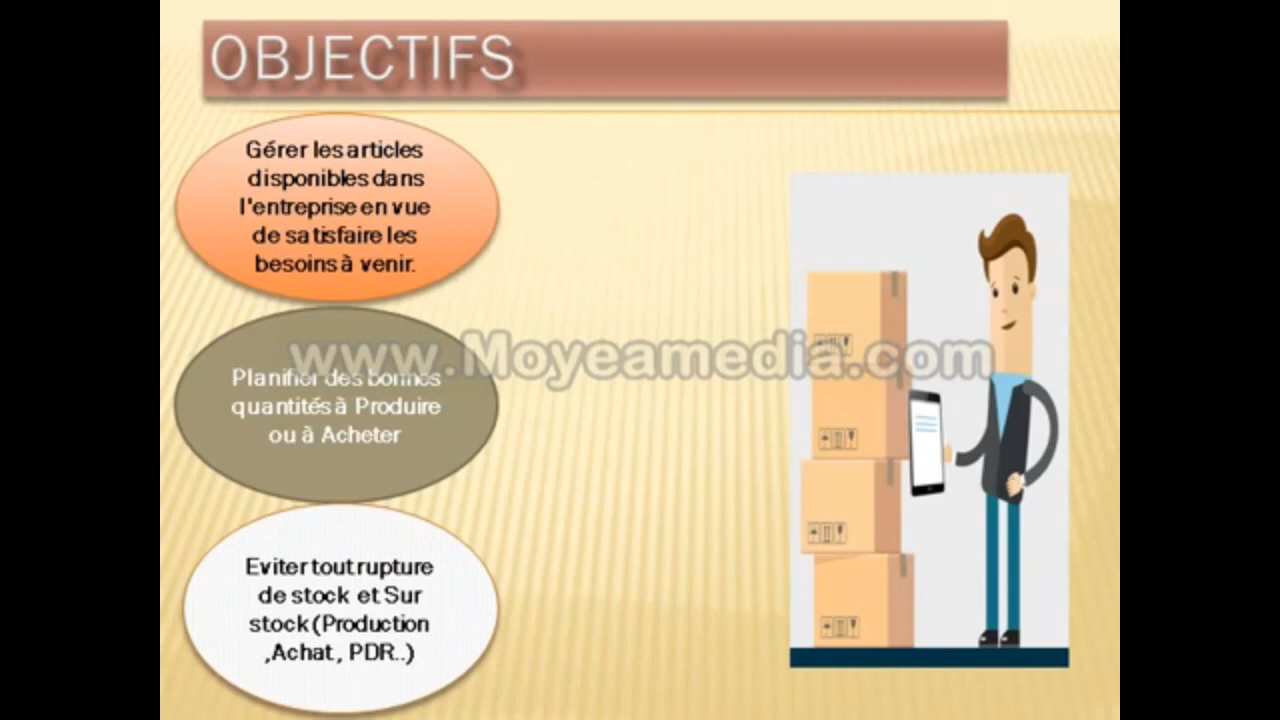 OBJECTIFS
Gérer les articles
disponibles dans
l'entreprise en vue
de satisfaire les
besoins à venir.
www.Moyeamedia.com
Planifier des bonnes
quantités à Produire
ou à Acheter
Eviter tout rupture
de stock et Sur
stock (Production
,Achat , PDR..)